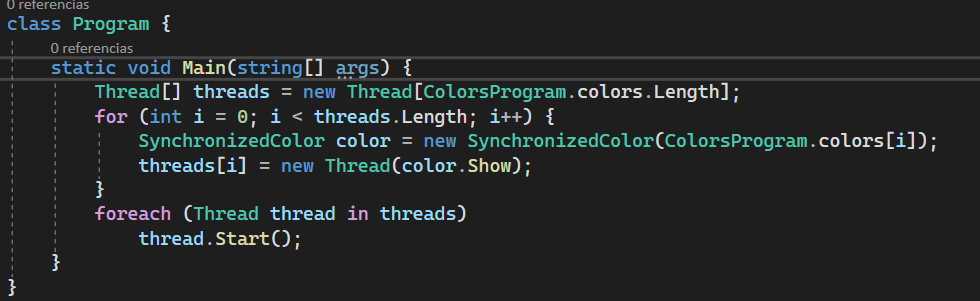 0 referencias
class Program {
0 referencias
static void Main(string[] args) {
Thread[] threads = new Thread[ColorsProgram.colors.Length];
for (int i = 0; i < threads.Length; i++) {
SynchronizedColor color = new SynchronizedColor(ColorsProgram.colors[i]);
threads[i] = new Thread(color.Show);
}
foreach (Thread thread in threads)
thread.Start();
}
}